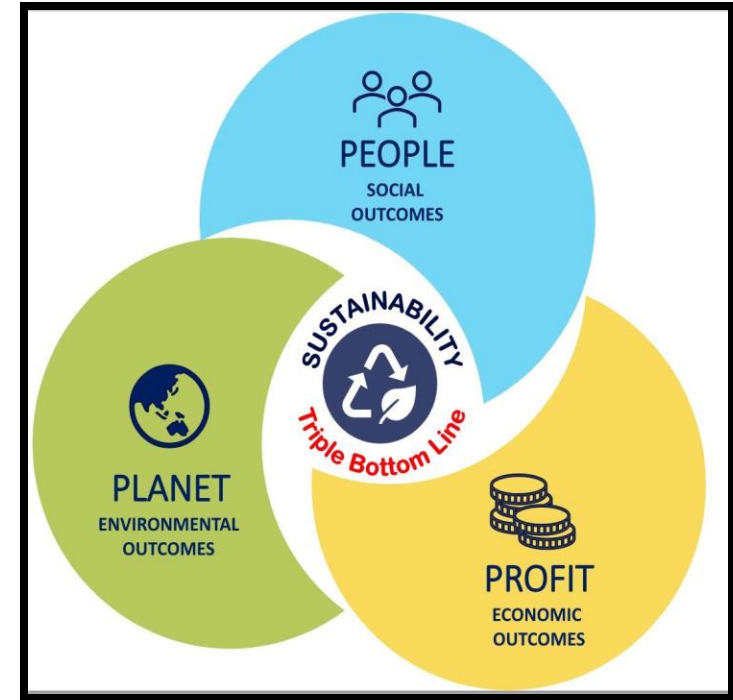 PEOPLE
SOCIAL
OUTCOMES
SUSTAINABILITY
Triple Bottom Line
PLANET
ENVIRONMENTAL
OUTCOMES
PROFIT
ECONOMIC
OUTCOMES